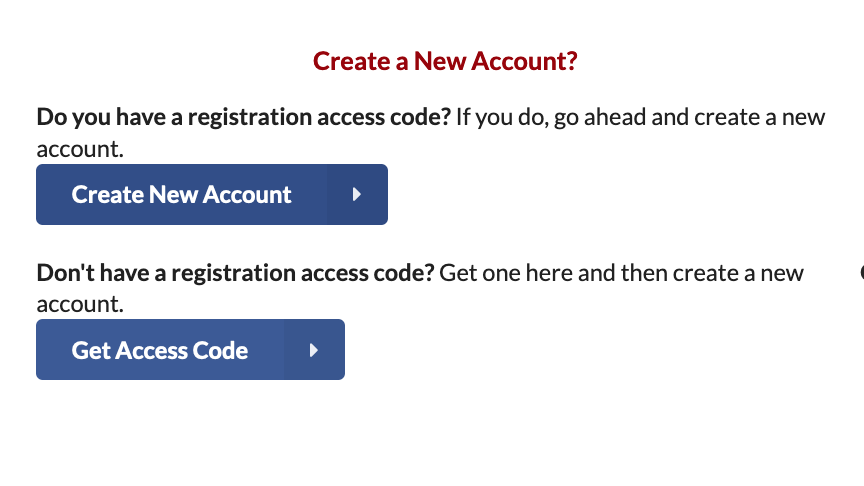 Create a New Account?
Do you have a registration access code? If you do, go ahead and create a new
account.
Create New Account
Don't have a registration access code? Get one here and then create a new
account.
Get Access Code